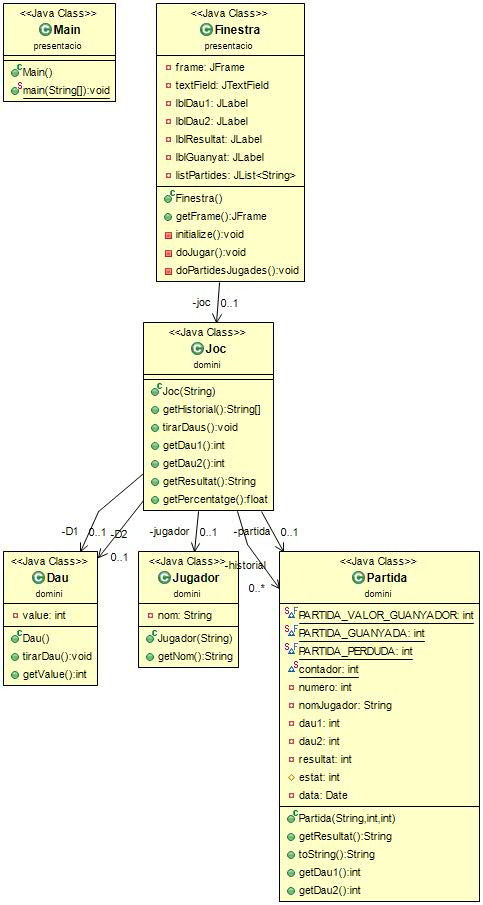 <<Java Class>>
Main
presentacio
Main()
main(String[]):void
<<Java Class>>
Finestra
presentacio
frame: JFrame
textField: JTextField
lblDau1: JLabel
lblDau2: JLabel
lblResultat: JLabel
lblGuanyat: JLabel
listPartides: JList<String>
Finestra()
getFrame():JFrame
initialize():void
doJugar():void
doPartidesJugades():void
-joc 0..1
<<Java Class>>
Joc
domini
Joc(String)
getHistorial():String[]
tirarDaus():void
getDau1():int
getDau2():int
getResultat():String
getPercentatge():float
-D1 0..1
-D2
0..1
-jugador 0..1
-partida 0..1
-historial
0..*
<<Java Class>>
Dau
domini
value: int
Dau()
tirarDau():void
getValue():int
<<Java Class>>
Jugador
domini
nom: String
Jugador(String)
getNom():String
<<Java Class>>
Partida
domini
PARTIDA_VALOR_GUANYADOR: int
PARTIDA_GUANYADA: int
PARTIDA_PERDUDA: int
contador: int
numero: int
nomJugador: String
dau1: int
dau2: int
resultat: int
estat: int
data: Date
Partida(String,int,int)
getResultat():String
toString():String
getDau1():int
getDau2():int